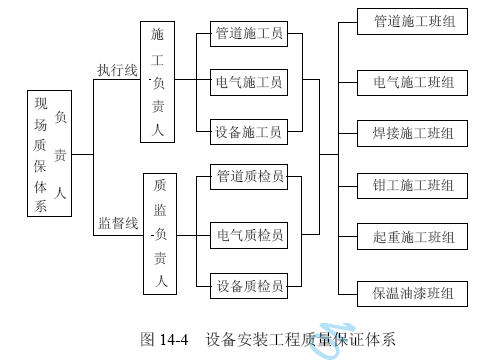 现场质保体系
负责人
执行线
监督线
施工负责人
质监负责人
管道施工员
电气施工员
设备施工员
管道质检员
电气质检员
设备质检员
管道施工班组
电气施工班组
焊接施工班组
钳工施工班组
起重施工班组
保温油漆班组
图 14-4 设备安装工程质量保证体系